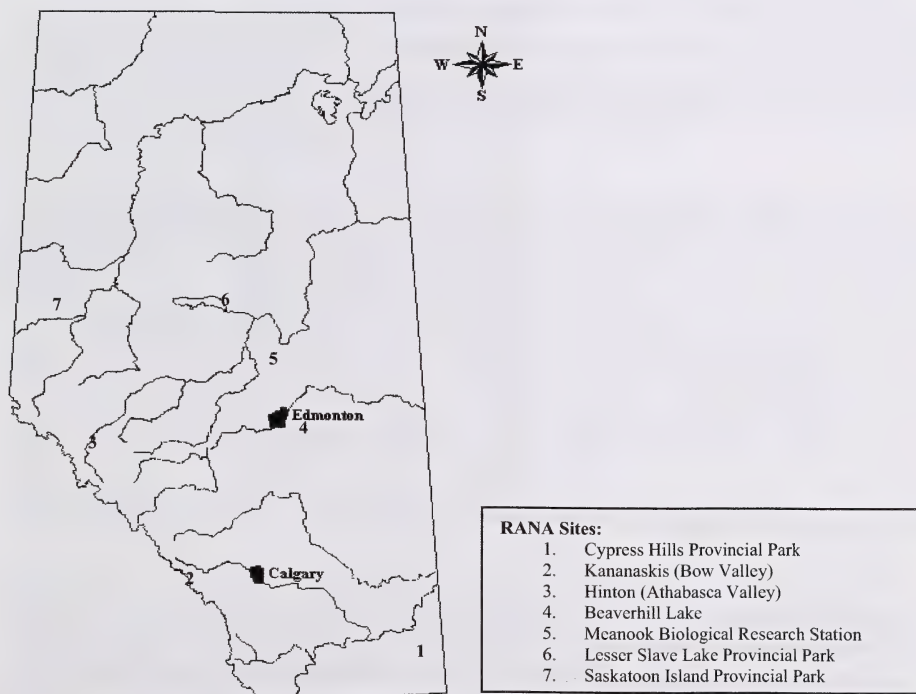 N
W E
S
7
6
5
Edmonton
4
3
2
Calgary
1
RANA Sites:
1. Cypress Hills Provincial Park
2. Kananaskis (Bow Valley)
3. Hinton (Athabasca Valley)
4. Beaverhill Lake
5. Meanook Biological Research Station
6. Lesser Slave Lake Provincial Park
7. Saskatoon Island Provincial Park